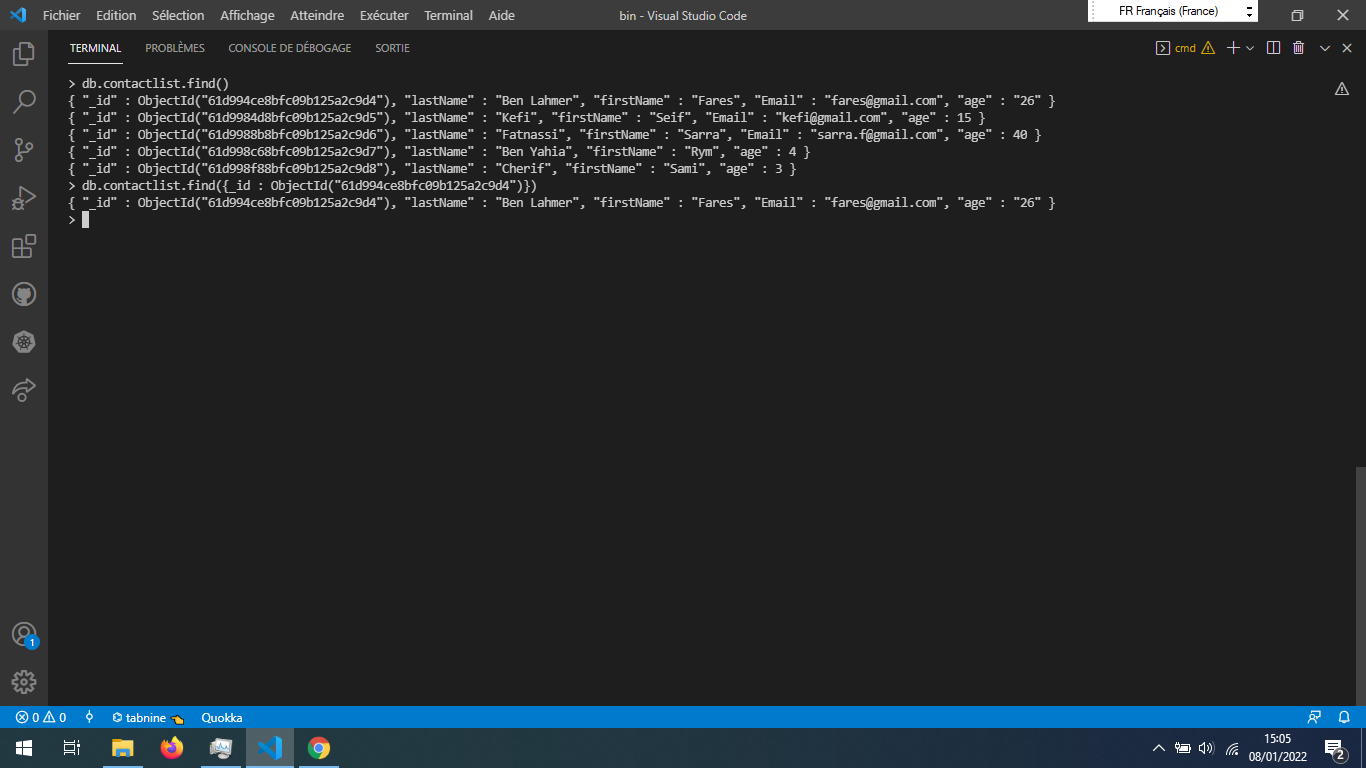 Fichier Edition Sélection Affichage Atteindre Exécuter Terminal Aide bin - Visual Studio Code FR Français (France)
TERMINAL PROBLÈMES CONSOLE DE DÉBOGAGE SORTIE cmd
> db.contactlist.find()
{ "_id" : ObjectId("61d994ce8bfc09b125a2c9d4"), "lastName" : "Ben Lahmer", "firstName" : "Fares", "Email" : "fares@gmail.com", "age" : "26" }
{ "_id" : ObjectId("61d9984d8bfc09b125a2c9d5"), "lastName" : "Kefi", "firstName" : "Seif", "Email" : "kefi@gmail.com", "age" : 15 }
{ "_id" : ObjectId("61d9988b8bfc09b125a2c9d6"), "lastName" : "Fatnassi", "firstName" : "Sarra", "Email" : "sarra.f@gmail.com", "age" : 40 }
{ "_id" : ObjectId("61d998c68bfc09b125a2c9d7"), "lastName" : "Ben Yahia", "firstName" : "Rym", "age" : 4 }
{ "_id" : ObjectId("61d998f88bfc09b125a2c9d8"), "lastName" : "Cherif", "firstName" : "Sami", "age" : 3 }
> db.contactlist.find({_id : ObjectId("61d994ce8bfc09b125a2c9d4")})
{ "_id" : ObjectId("61d994ce8bfc09b125a2c9d4"), "lastName" : "Ben Lahmer", "firstName" : "Fares", "Email" : "fares@gmail.com", "age" : "26" }
>
1
0 0 tabnine Quokka
15:05
08/01/2022
2